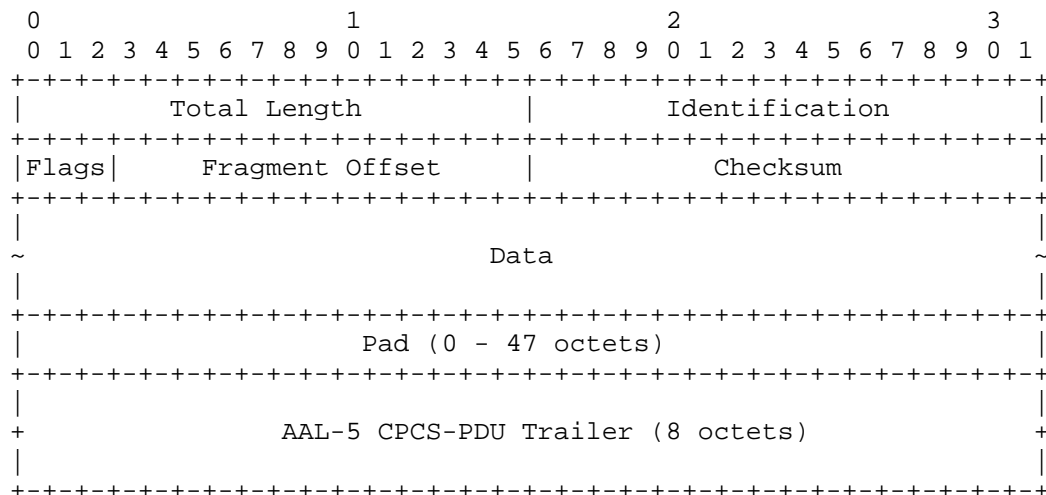 0                   1                   2                   3
 0 1 2 3 4 5 6 7 8 9 0 1 2 3 4 5 6 7 8 9 0 1 2 3 4 5 6 7 8 9 0 1
+-+-+-+-+-+-+-+-+-+-+-+-+-+-+-+-+-+-+-+-+-+-+-+-+-+-+-+-+-+-+-+-+
|         Total Length          |        Identification         |
+-+-+-+-+-+-+-+-+-+-+-+-+-+-+-+-+-+-+-+-+-+-+-+-+-+-+-+-+-+-+-+-+
|Flags|     Fragment Offset     |           Checksum            |
+-+-+-+-+-+-+-+-+-+-+-+-+-+-+-+-+-+-+-+-+-+-+-+-+-+-+-+-+-+-+-+-+
|                                                               |
~                             Data                              ~
|                                                               |
+-+-+-+-+-+-+-+-+-+-+-+-+-+-+-+-+-+-+-+-+-+-+-+-+-+-+-+-+-+-+-+-+
|                     Pad (0 - 47 octets)                       |
+-+-+-+-+-+-+-+-+-+-+-+-+-+-+-+-+-+-+-+-+-+-+-+-+-+-+-+-+-+-+-+-+
|                                                               |
+                AAL-5 CPCS-PDU Trailer (8 octets)              +
|                                                               |
+-+-+-+-+-+-+-+-+-+-+-+-+-+-+-+-+-+-+-+-+-+-+-+-+-+-+-+-+-+-+-+-+